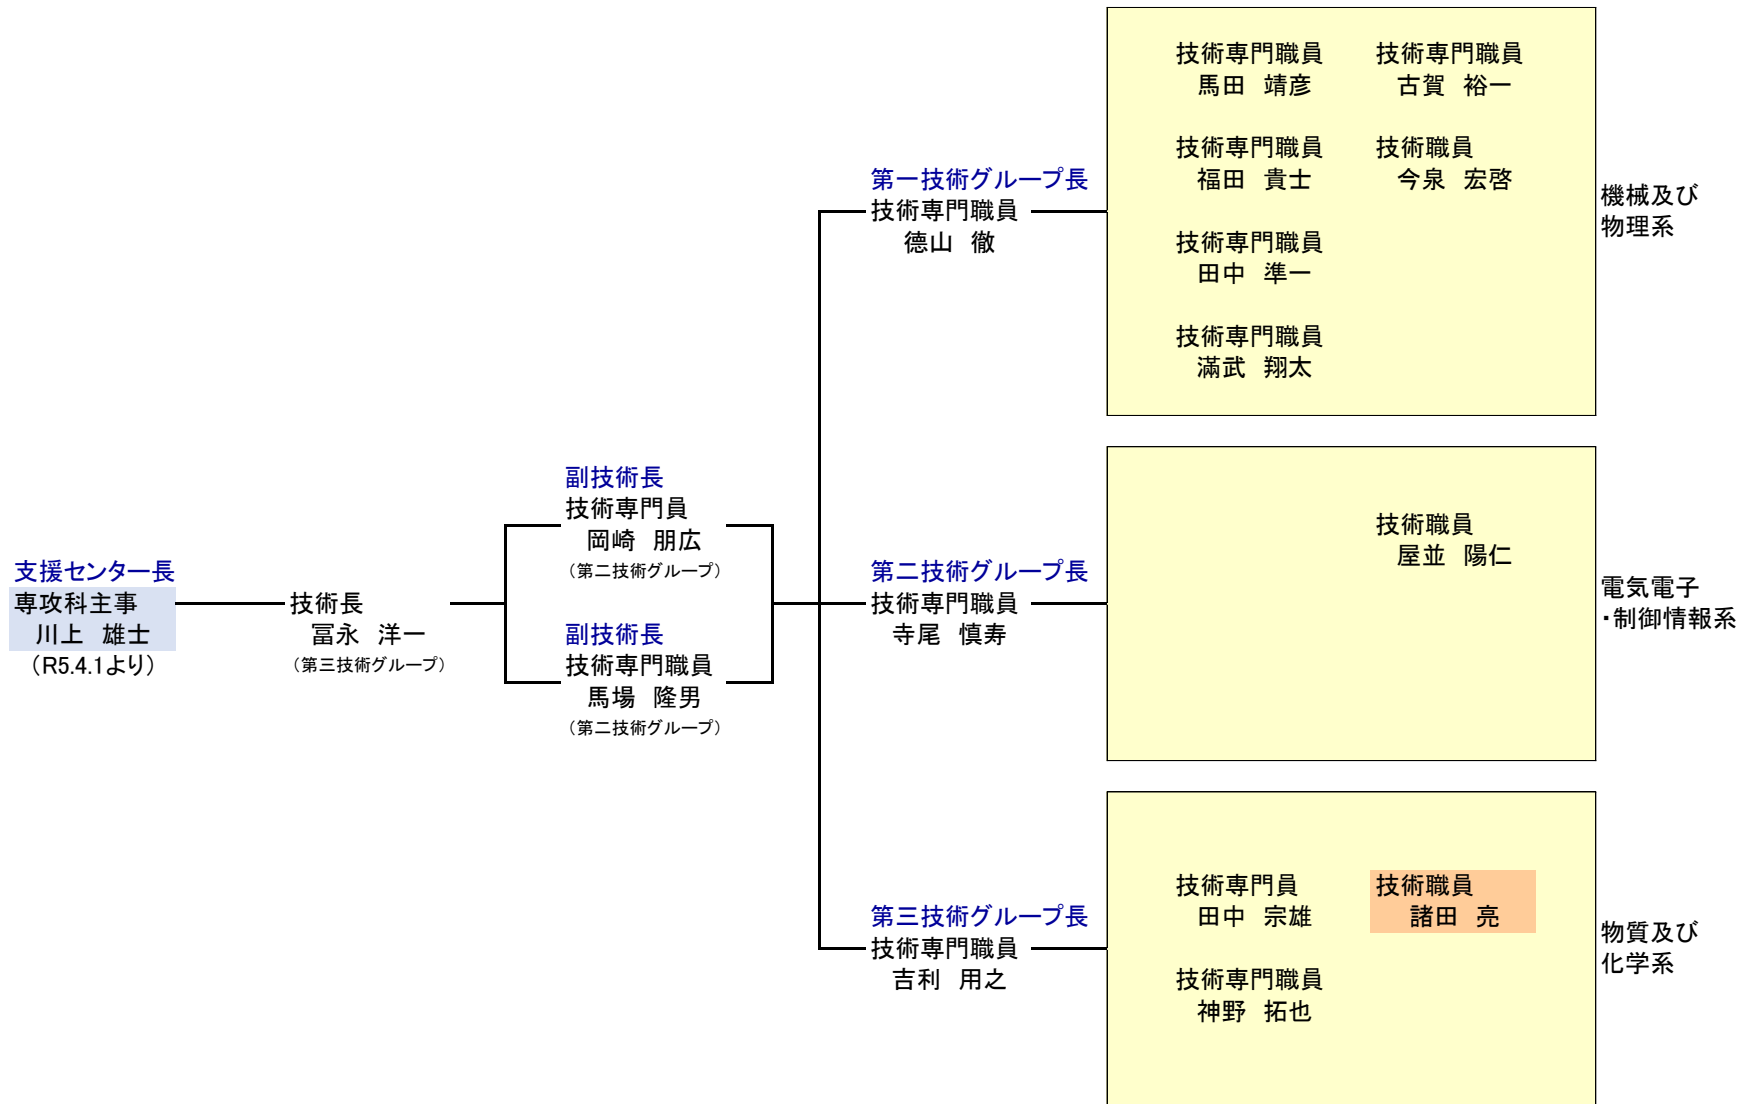 支援センター長
専攻科主事
川上　雄士
（R5.4.1より）
技術長
冨永　洋一
（第三技術グループ）
副技術長
技術専門員
岡崎　朋広
（第二技術グループ）
副技術長
技術専門職員
馬場　隆男
（第二技術グループ）
第一技術グループ長
技術専門職員
德山　徹
技術専門職員　技術専門職員
馬田　靖彦　古賀　裕一
技術専門職員　技術職員
福田　貴士　今泉　宏啓
技術専門職員
田中　準一
技術専門職員
滿武　翔太
機械及び
物理系
第二技術グループ長
技術専門職員
寺尾　慎寿
技術職員
屋並　陽仁
電気電子
・制御情報系
第三技術グループ長
技術専門職員
吉利　用之
技術専門員　技術職員
田中　宗雄　諸田　亮
技術専門職員
神野　拓也
物質及び
化学系